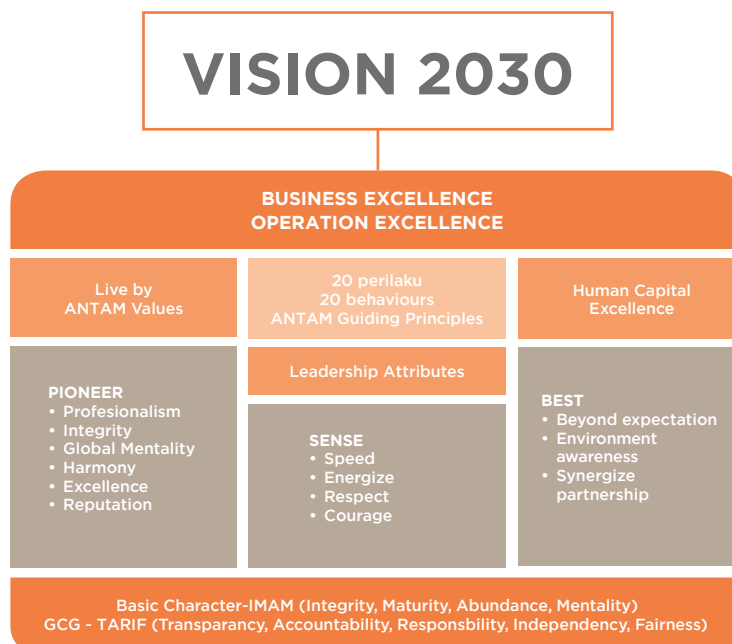 VISION 2030
BUSINESS EXCELLENCE
OPERATION EXCELLENCE
Live by
ANTAM Values
20 perilaku
20 behaviours
ANTAM Guiding Principles
Human Capital
Excellence
PIONEER
• Profesionalism
• Integrity
• Global Mentality
• Harmony
• Excellence
• Reputation
Leadership Attributes
SENSE
• Speed
• Energize
• Respect
• Courage
BEST
• Beyond expectation
• Environment
awareness
• Synergize
partnership
Basic Character-IMAM (Integrity, Maturity, Abundance, Mentality)
GCG - TARIF (Transparancy, Accountability, Responsbility, Independency, Fairness)